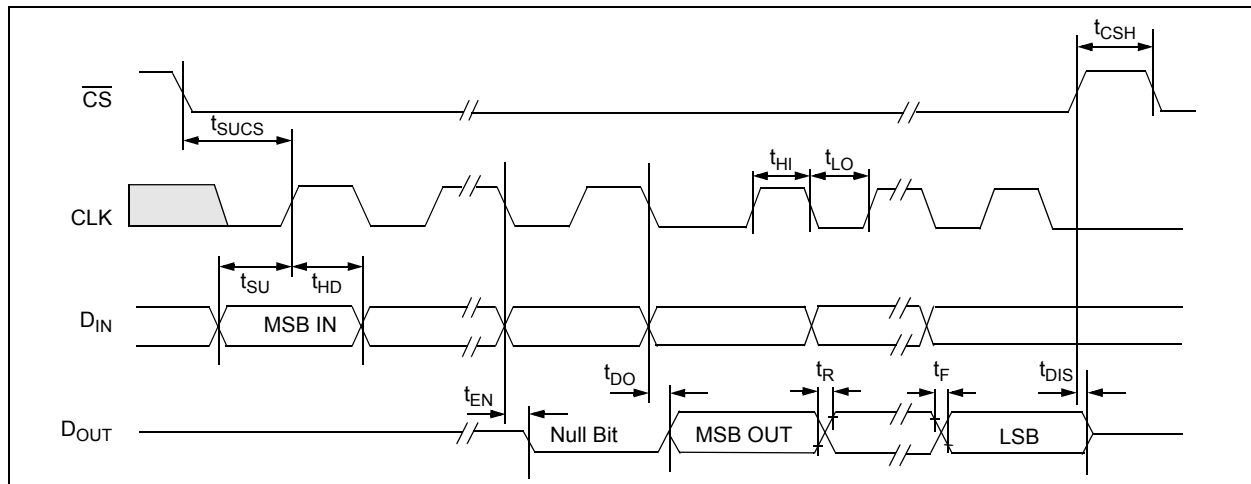 tCSH
CS
tSUCS
tHI
tLO
CLK
tSU
tHD
DIN
MSB IN
tEN
tDO
tR
tF
tDIS
DOUT
Null Bit
MSB OUT
LSB